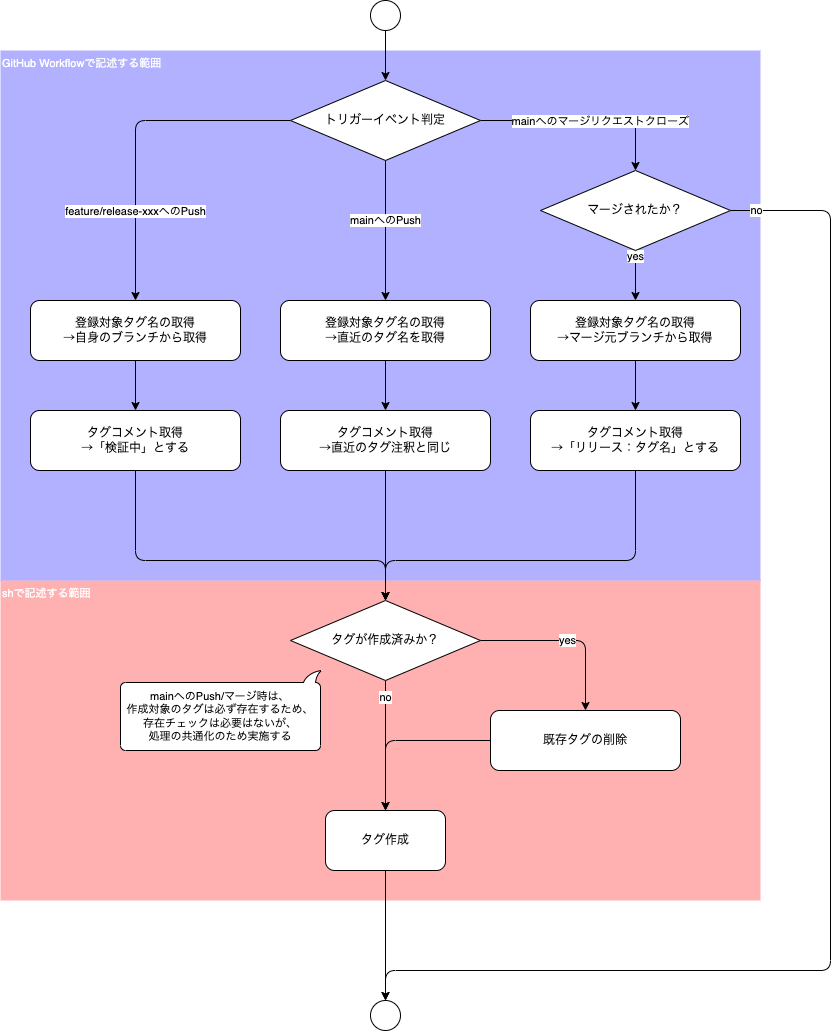 GitHub Workflowで記述する範囲
トリガーイベント判定
mainへのマージリクエストクローズ
feature/release-xxxへのPush
mainへのPush
マージされたか？
no
yes
登録対象タグ名の取得
→自身のブランチから取得
登録対象タグ名の取得
→直近のタグ名を取得
登録対象タグ名の取得
→マージ元ブランチから取得
タグコメント取得
→「検証中」とする
タグコメント取得
→直近のタグ注釈と同じ
タグコメント取得
→「リリース：タグ名」とする
shで記述する範囲
タグが作成済みか？
yes
no
mainへのPush/マージ時は、
作成対象のタグは必ず存在するため、
存在チェックは必要はないが、
処理の共通化のため実施する
既存タグの削除
タグ作成